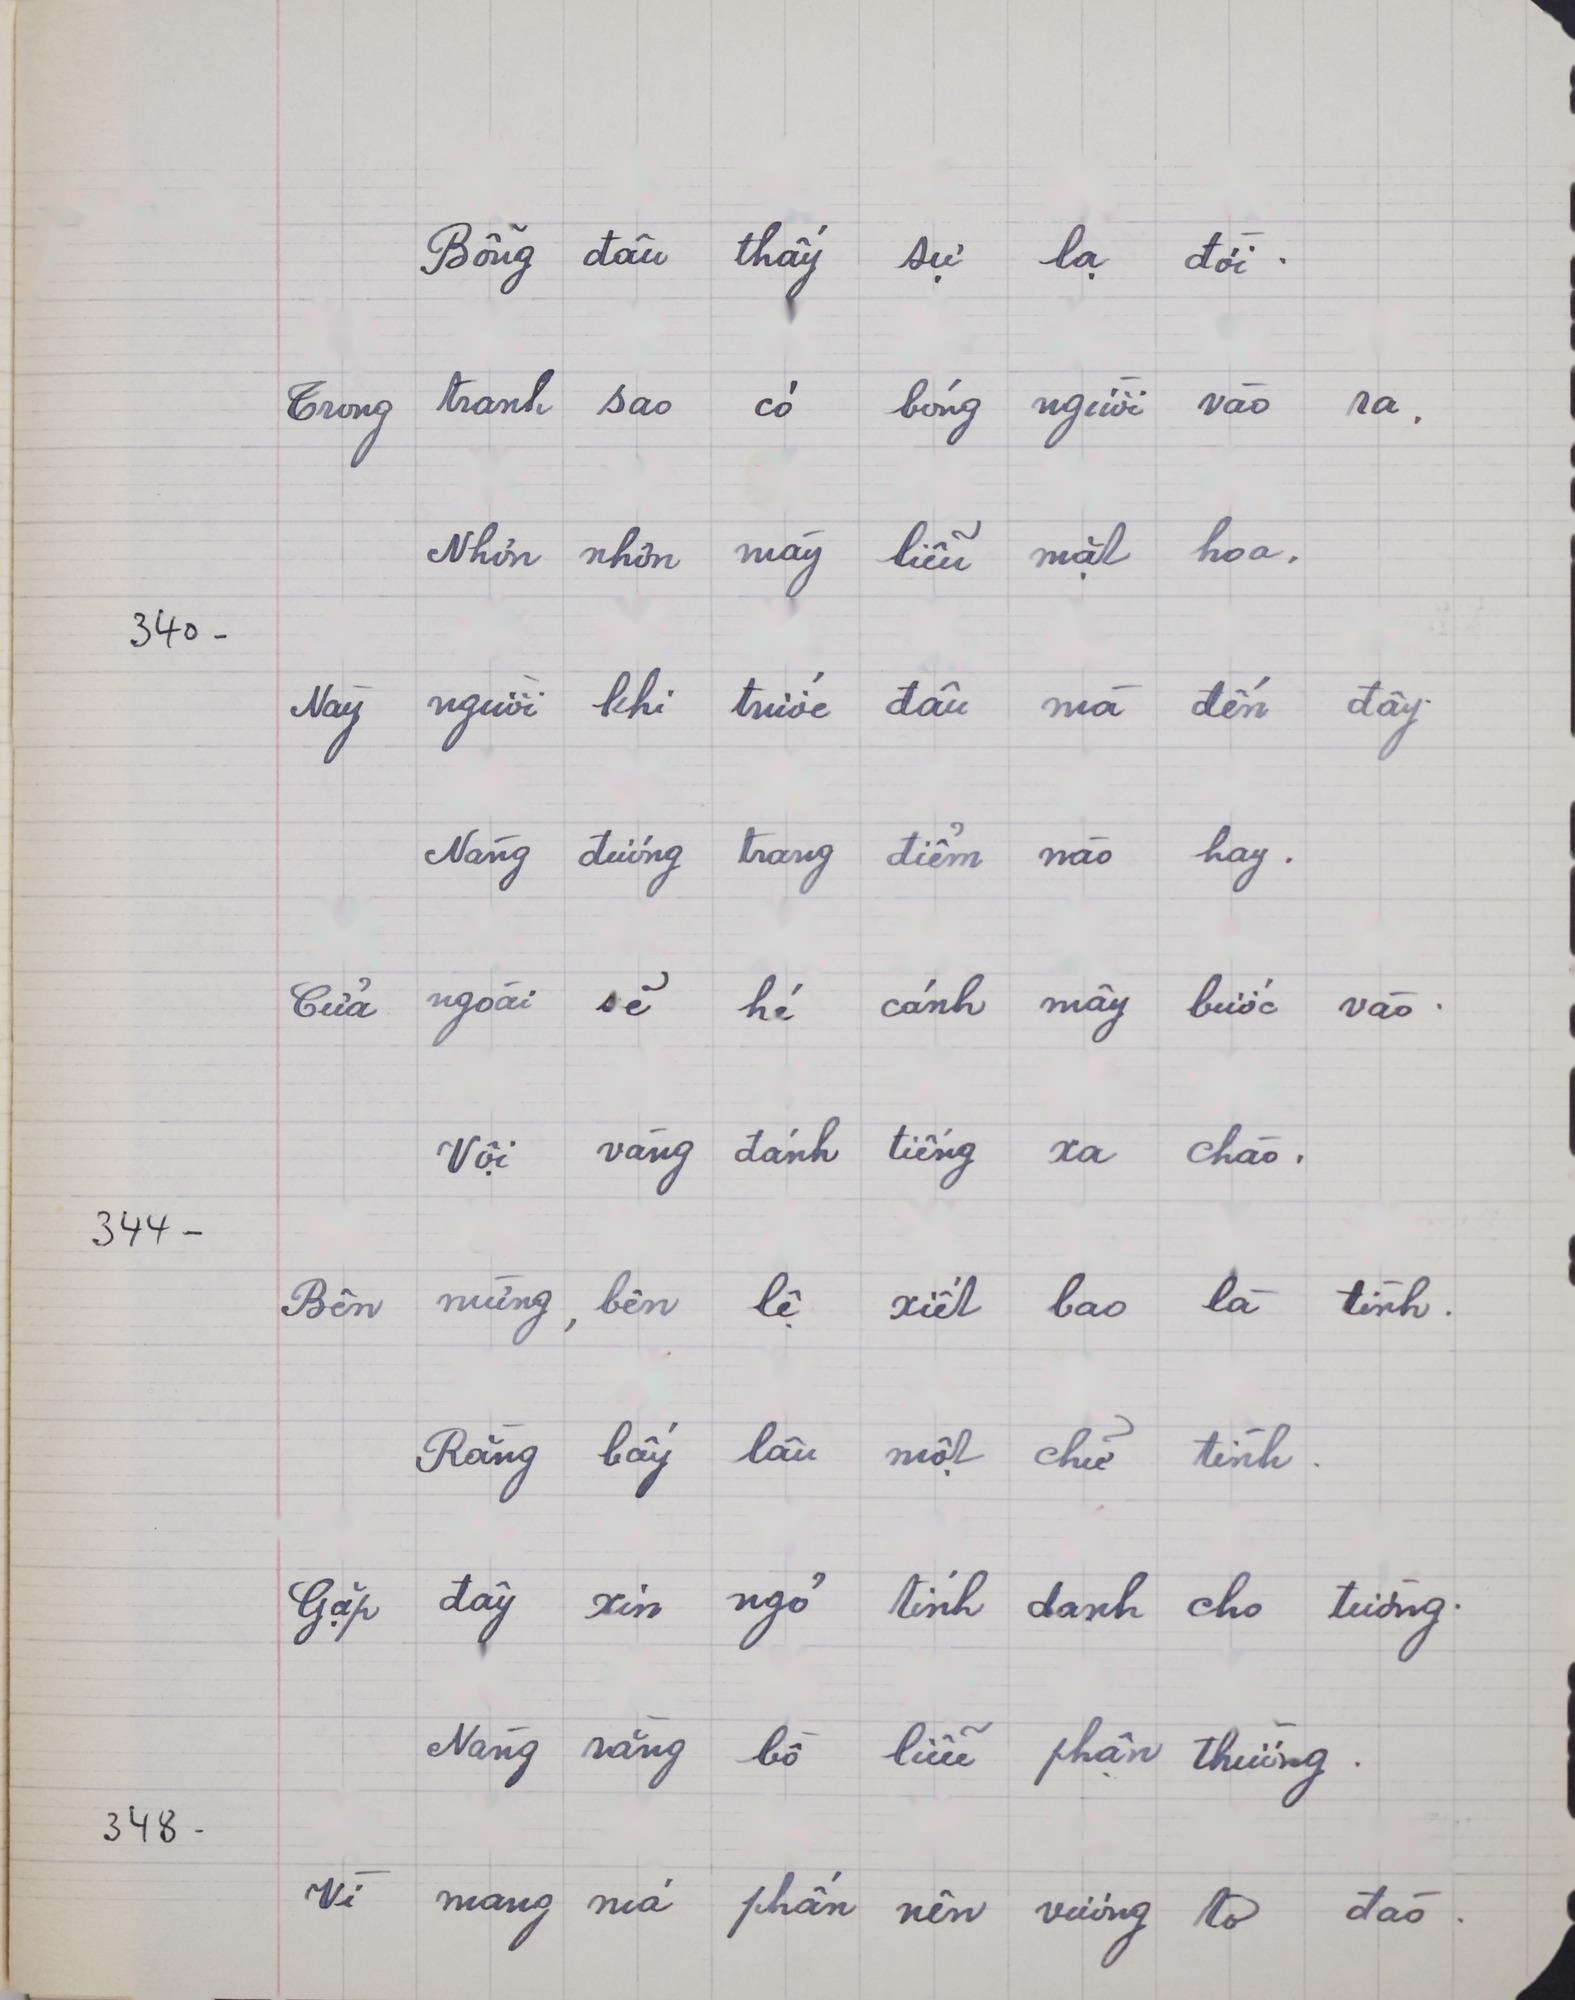 Bỗng đâu thấy sự lạ đời.
Trong tranh sao có bóng người vào ra.
Nhơn nhơn mày liễu mặt hoa.
340-
Này người khi trước đâu mà đến đây.
Nàng đương trang điểm nào hay.
Cửa ngoài sẽ hé cánh mây bước vào.
Vội vàng đánh tiếng xa chào.
344-
Bên mừng, bên lệ xiết bao là tình.
Rằng bấy lâu một chữ tình.
Gặp đây xin ngỏ tính danh cho tường.
Nàng rằng bồ liễu phận thường.
348-
Vì mang má phấn nên vương tơ đào.